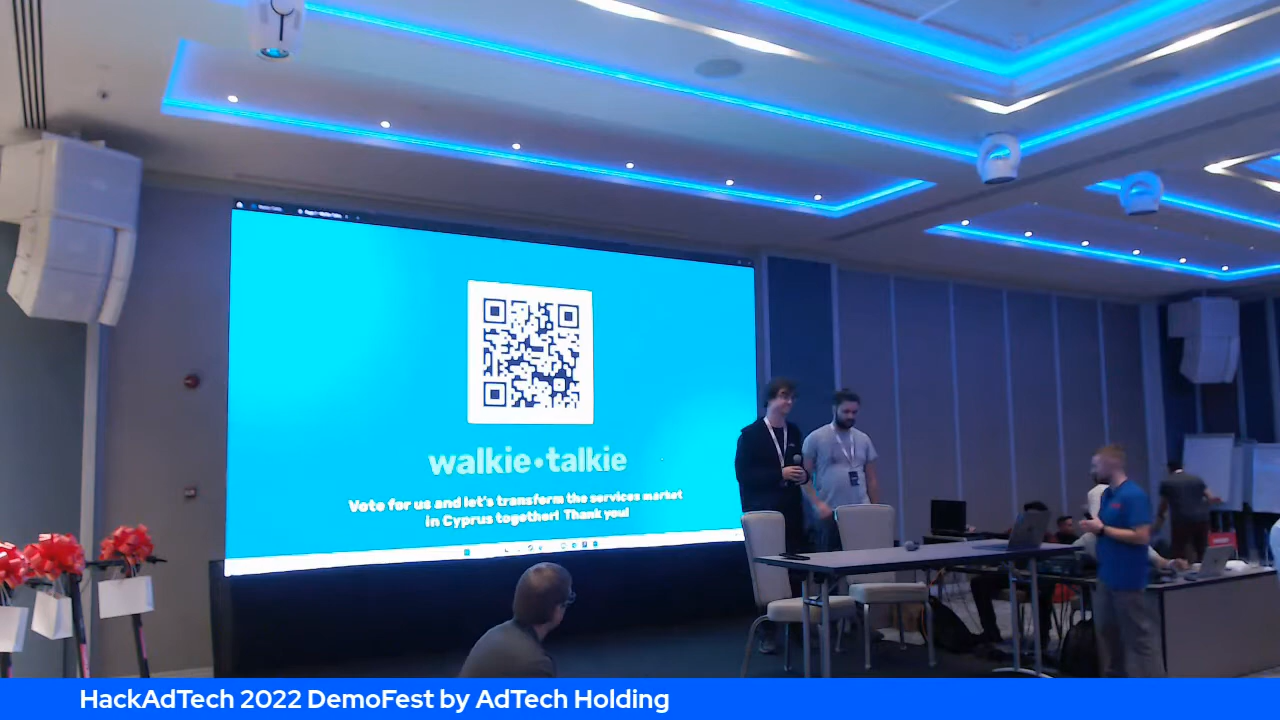 walkie•talkie
Vote for us and let's transform the services market
in Cyprus together! Thank you!
HackAdTech 2022 DemoFest by AdTech Holding